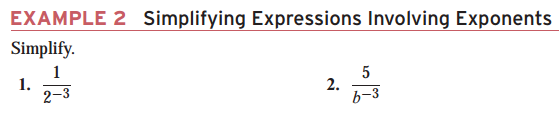 EXAMPLE 2 Simplifying Expressions Involving Exponents
Simplify.
1. 1/2⁻³ 2. 5/b⁻³